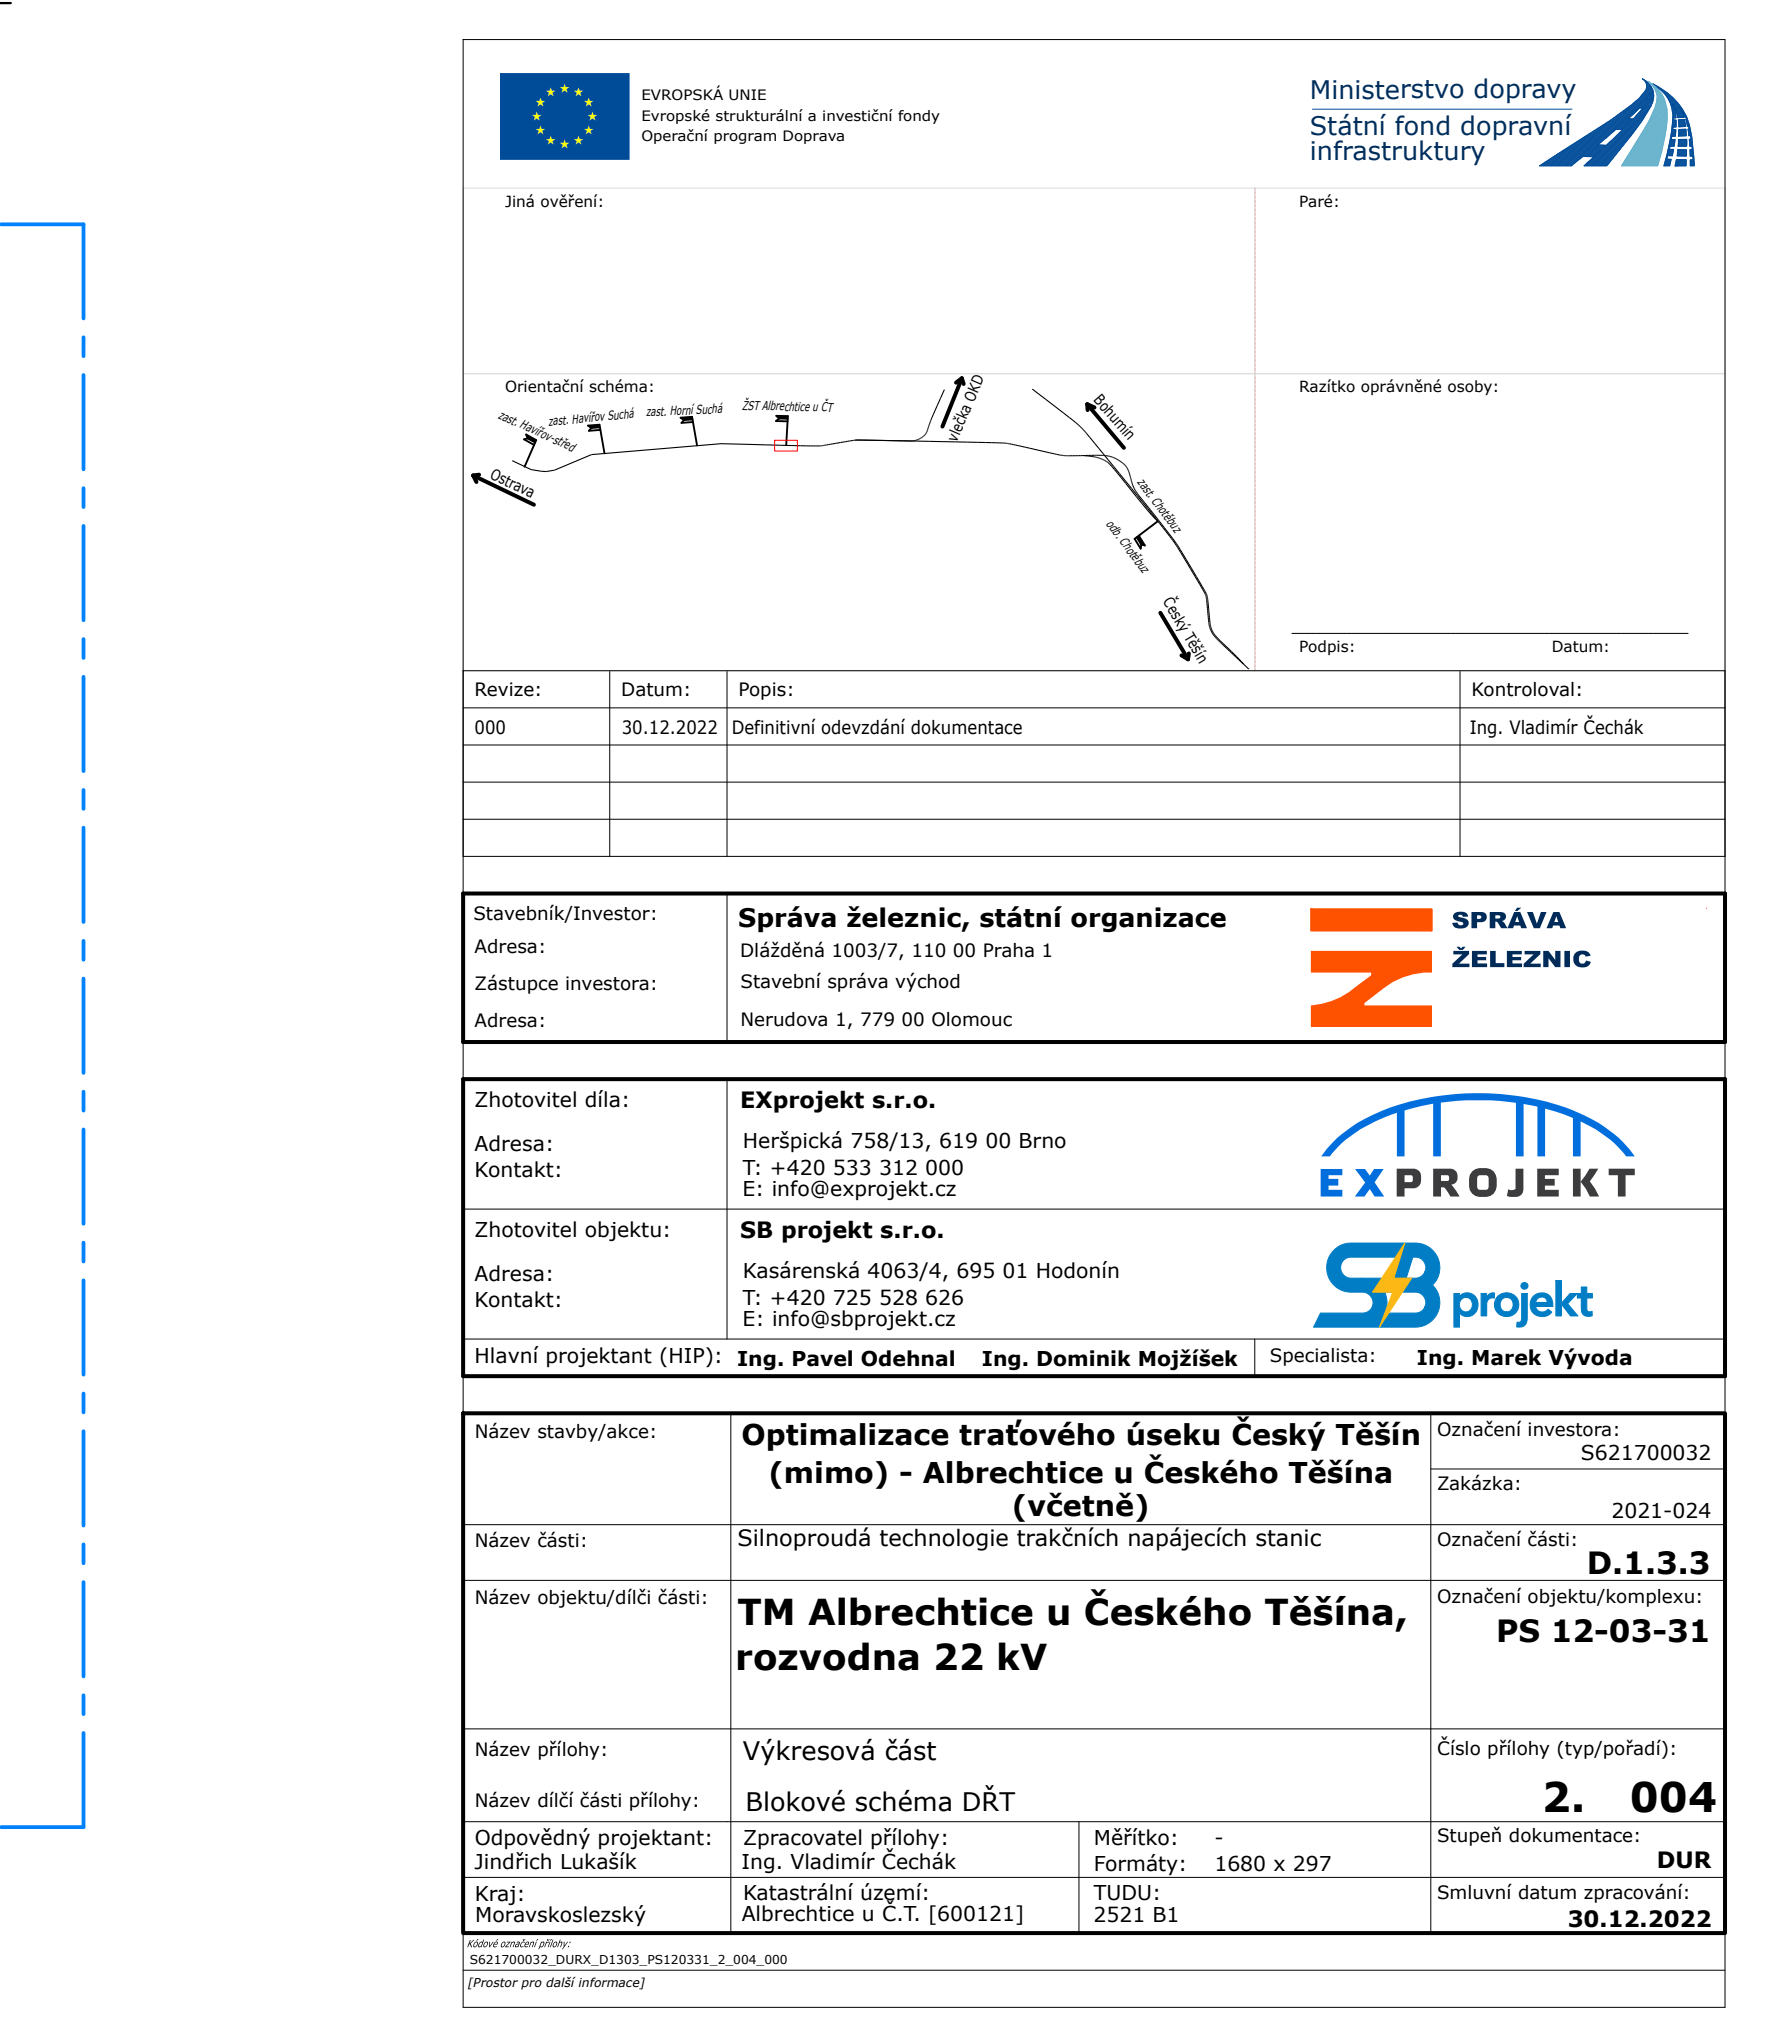 EVROPSKÁ UNIE
Evropské strukturální a investiční fondy
Operační program Doprava
Ministerstvo dopravy
Státní fond dopravní
infrastruktury
Jiná ověření:
Paré:
Orientační schéma:
Razítko oprávněné osoby:
zast. Havířov-střed
zast. Havířov Suchá
zast. Horní Suchá
ŽST Albrechtice u ČT
vlečka OKD
Bohumín
Ostrava
zast. Chotěbuz
odb. Chotěbuz
Český Těšín
Podpis:
Datum:
Revize:
Datum:
Popis:
Kontroloval:
000
30.12.2022
Definitivní odevzdání dokumentace
Ing. Vladimír Čechák
Stavebník/Investor:
Správa železnic, státní organizace
Adresa:
Dlážděná 1003/7, 110 00 Praha 1
Zástupce investora:
Stavební správa východ
Adresa:
Nerudova 1, 779 00 Olomouc
SPRÁVA
ŽELEZNIC
Zhotovitel díla:
EXprojekt s.r.o.
Adresa:
Heršpická 758/13, 619 00 Brno
Kontakt:
T: +420 533 312 000
E: info@exprojekt.cz
EXPROJEKT
Zhotovitel objektu:
SB projekt s.r.o.
Adresa:
Kasárenská 4063/4, 695 01 Hodonín
Kontakt:
T: +420 725 528 626
E: info@sbprojekt.cz
SB projekt
Hlavní projektant (HIP):
Ing. Pavel Odehnal
Ing. Dominik Mojžíšek
Specialista:
Ing. Marek Vývoda
Název stavby/akce:
Optimalizace traťového úseku Český Těšín
(mimo) - Albrechtice u Českého Těšína
(včetně)
Označení investora:
S621700032
Zakázka:
2021-024
Název části:
Silnoproudá technologie trakčních napájecích stanic
Označení části:
D.1.3.3
Název objektu/dílči části:
TM Albrechtice u Českého Těšína,
rozvodna 22 kV
Označení objektu/komplexu:
PS 12-03-31
Název přílohy:
Výkresová část
Číslo přílohy (typ/pořadí):
Název dílčí části přílohy:
Blokové schéma DŘT
2. 004
Odpovědný projektant:
Jindřich Lukašík
Zpracovatel přílohy:
Ing. Vladimír Čechák
Měřítko: -
Formáty: 1680 x 297
Stupeň dokumentace:
DUR
Kraj:
Moravskoslezský
Katastrální území:
Albrechtice u Č.T. [600121]
TUDU:
2521 B1
Smluvní datum zpracování:
30.12.2022
Kódové označení přílohy:
S621700032_DURX_D1303_PS120331_2_004_000
[Prostor pro další informace]